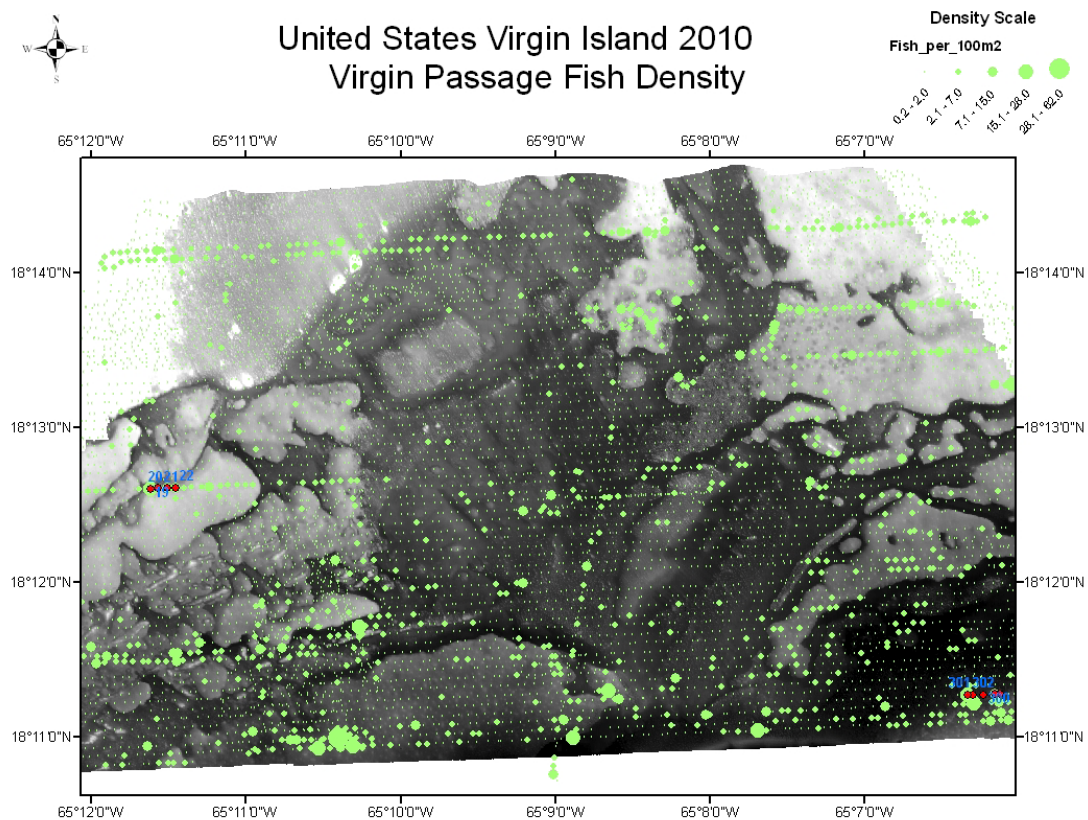 N
W E
S
United States Virgin Island 2010
Virgin Passage Fish Density
Density Scale
Fish_per_100m2
0.2 - 2.0
2.1 - 7.0
7.1 - 15.0
15.1 - 28.0
28.1 - 62.0
65°12'0"W 65°11'0"W 65°10'0"W 65°9'0"W 65°8'0"W 65°7'0"W
18°14'0"N 18°14'0"N
18°13'0"N 18°13'0"N
19
18°12'0"N 18°12'0"N
302
18°11'0"N 18°11'0"N
65°12'0"W 65°11'0"W 65°10'0"W 65°9'0"W 65°8'0"W 65°7'0"W